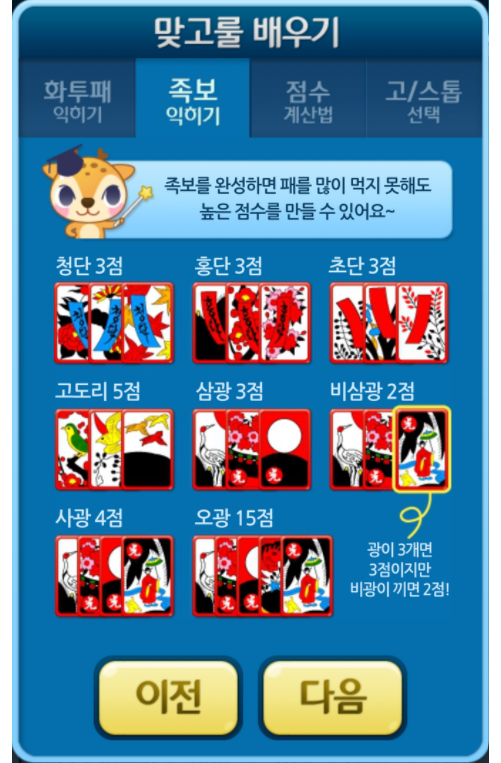 맞고룰 배우기
화투패
익히기
족보
익히기
점수
계산법
고/스톱
선택
족보를 완성하면 패를 많이 먹지 못해도
높은 점수를 만들 수 있어요~
청단 3점
홍단 3점
초단 3점
고도리 5점
삼광 3점
비삼광 2점
사광 4점
오광 15점
광이 3개면
3점이지만
비광이 끼면 2점!
이전
다음